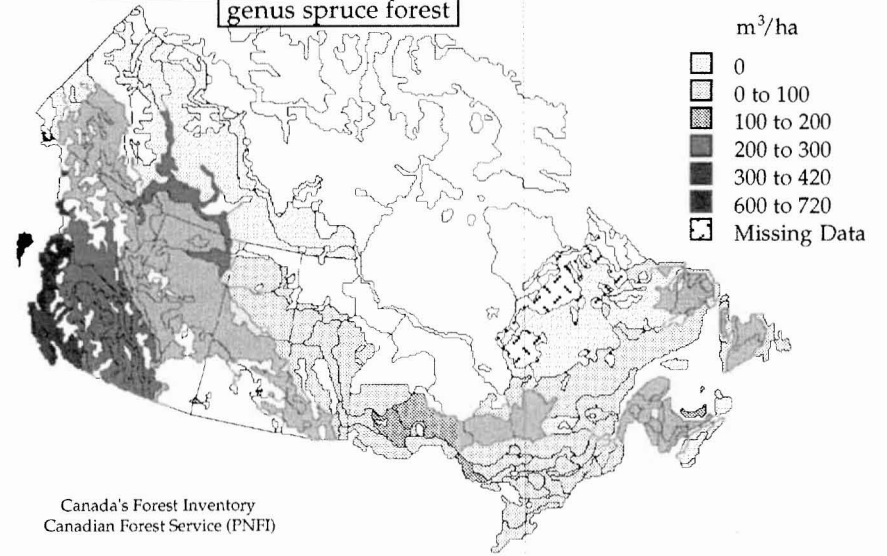 genus spruce forest
m³/ha
0
0 to 100
100 to 200
200 to 300
300 to 420
600 to 720
Missing Data
Canada's Forest Inventory
Canadian Forest Service (PNFI)